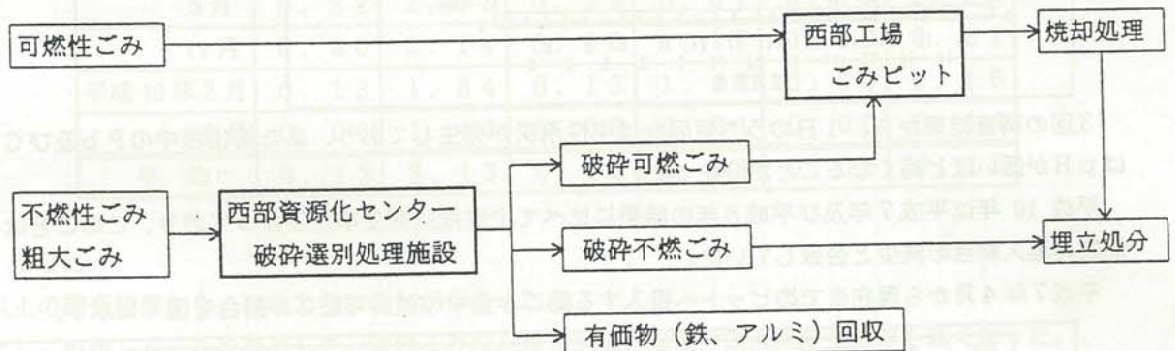 可燃性ごみ
西部工場
ごみピット
焼却処理
不燃性ごみ
粗大ごみ
西部資源化センター
破砕選別処理施設
破砕可燃ごみ
破砕不燃ごみ
埋立処分
有価物（鉄、アルミ）回収